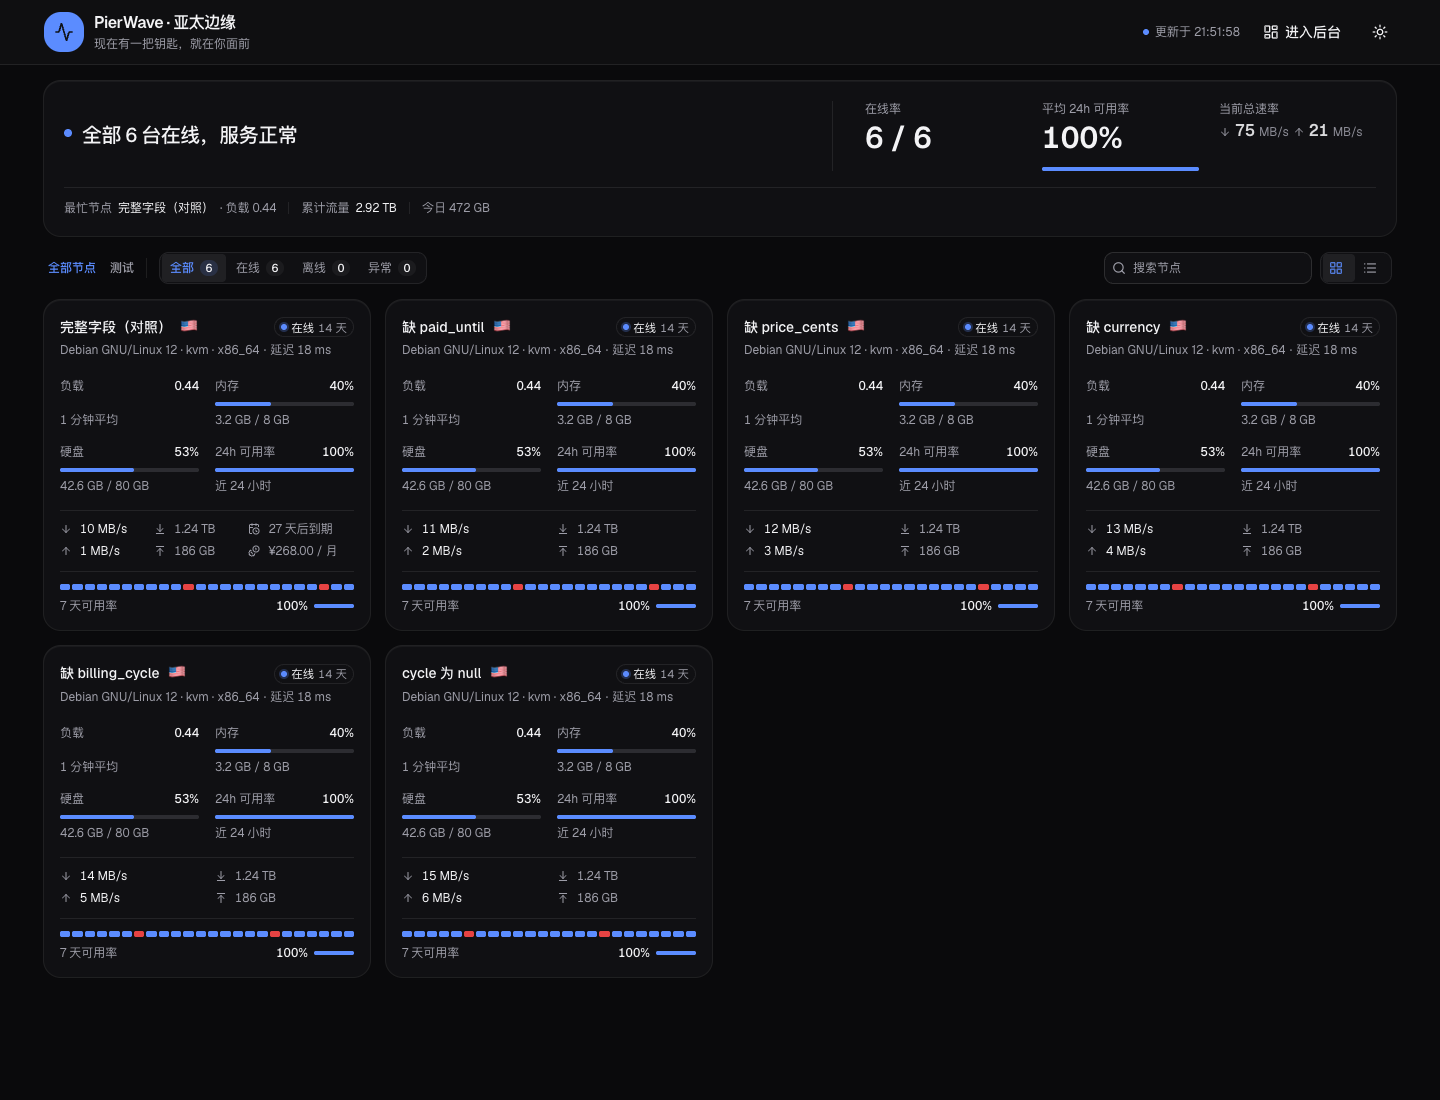 PierWave · 亚太边缘
现在有一把钥匙，就在你面前
更新于 21:51:58
进入后台
全部 6 台在线，服务正常
在线率
6 / 6
平均 24h 可用率
100%
当前总速率
↓ 75 MB/s ↑ 21 MB/s
最忙节点 完整字段（对照） · 负载 0.44 累计流量 2.92 TB 今日 472 GB
全部节点 测试 全部 6 在线 6 离线 0 异常 0
搜索节点
完整字段（对照） 在线 14 天
Debian GNU/Linux 12 · kvm · x86_64 · 延迟 18 ms
负载 0.44 内存 40%
1 分钟平均 3.2 GB / 8 GB
硬盘 53% 24h 可用率 100%
42.6 GB / 80 GB 近 24 小时
↓ 10 MB/s 1.24 TB 27 天后到期
↑ 1 MB/s 186 GB ¥268.00 / 月
7 天可用率 100%
缺 paid_until 在线 14 天
Debian GNU/Linux 12 · kvm · x86_64 · 延迟 18 ms
负载 0.44 内存 40%
1 分钟平均 3.2 GB / 8 GB
硬盘 53% 24h 可用率 100%
42.6 GB / 80 GB 近 24 小时
↓ 11 MB/s 1.24 TB
↑ 2 MB/s 186 GB
7 天可用率 100%
缺 price_cents 在线 14 天
Debian GNU/Linux 12 · kvm · x86_64 · 延迟 18 ms
负载 0.44 内存 40%
1 分钟平均 3.2 GB / 8 GB
硬盘 53% 24h 可用率 100%
42.6 GB / 80 GB 近 24 小时
↓ 12 MB/s 1.24 TB
↑ 3 MB/s 186 GB
7 天可用率 100%
缺 currency 在线 14 天
Debian GNU/Linux 12 · kvm · x86_64 · 延迟 18 ms
负载 0.44 内存 40%
1 分钟平均 3.2 GB / 8 GB
硬盘 53% 24h 可用率 100%
42.6 GB / 80 GB 近 24 小时
↓ 13 MB/s 1.24 TB
↑ 4 MB/s 186 GB
7 天可用率 100%
缺 billing_cycle 在线 14 天
Debian GNU/Linux 12 · kvm · x86_64 · 延迟 18 ms
负载 0.44 内存 40%
1 分钟平均 3.2 GB / 8 GB
硬盘 53% 24h 可用率 100%
42.6 GB / 80 GB 近 24 小时
↓ 14 MB/s 1.24 TB
↑ 5 MB/s 186 GB
7 天可用率 100%
cycle 为 null 在线 14 天
Debian GNU/Linux 12 · kvm · x86_64 · 延迟 18 ms
负载 0.44 内存 40%
1 分钟平均 3.2 GB / 8 GB
硬盘 53% 24h 可用率 100%
42.6 GB / 80 GB 近 24 小时
↓ 15 MB/s 1.24 TB
↑ 6 MB/s 186 GB
7 天可用率 100%